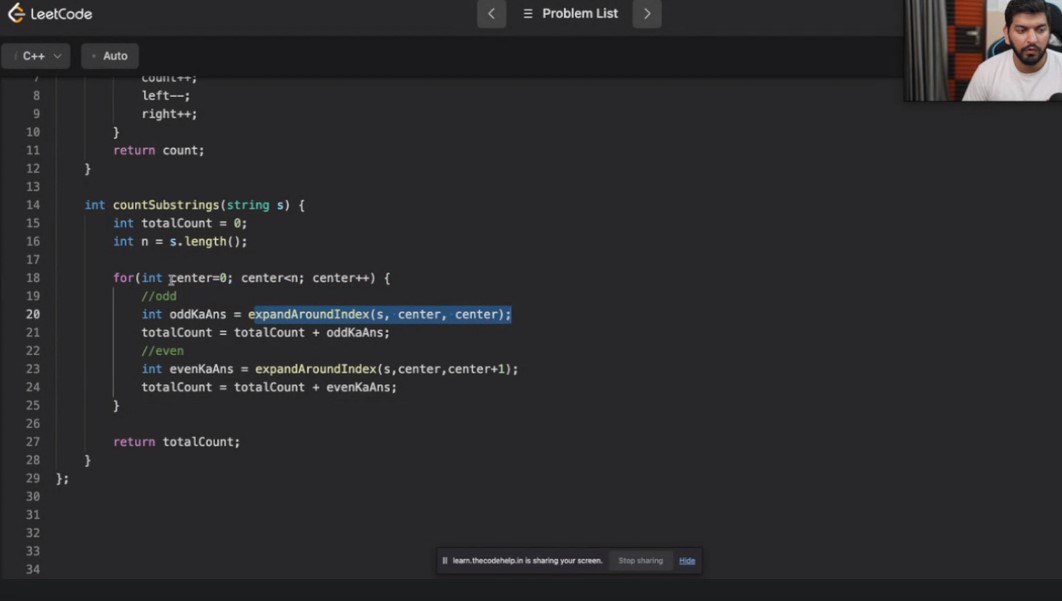 LeetCode
Problem List
C++ Auto
7 count++;
8 left--;
9 right++;
10 }
11 return count;
12 }
13
14 int countSubstrings(string s) {
15 int totalCount = 0;
16 int n = s.length();
17
18 for(int center=0; center<n; center++) {
19 //odd
20 int oddKaAns = expandAroundIndex(s, center, center);
21 totalCount = totalCount + oddKaAns;
22 //even
23 int evenKaAns = expandAroundIndex(s,center,center+1);
24 totalCount = totalCount + evenKaAns;
25 }
26
27 return totalCount;
28 }
29 };
30
31
32
33
34
learn.thecodehelp.in is sharing your screen. Stop sharing Hide